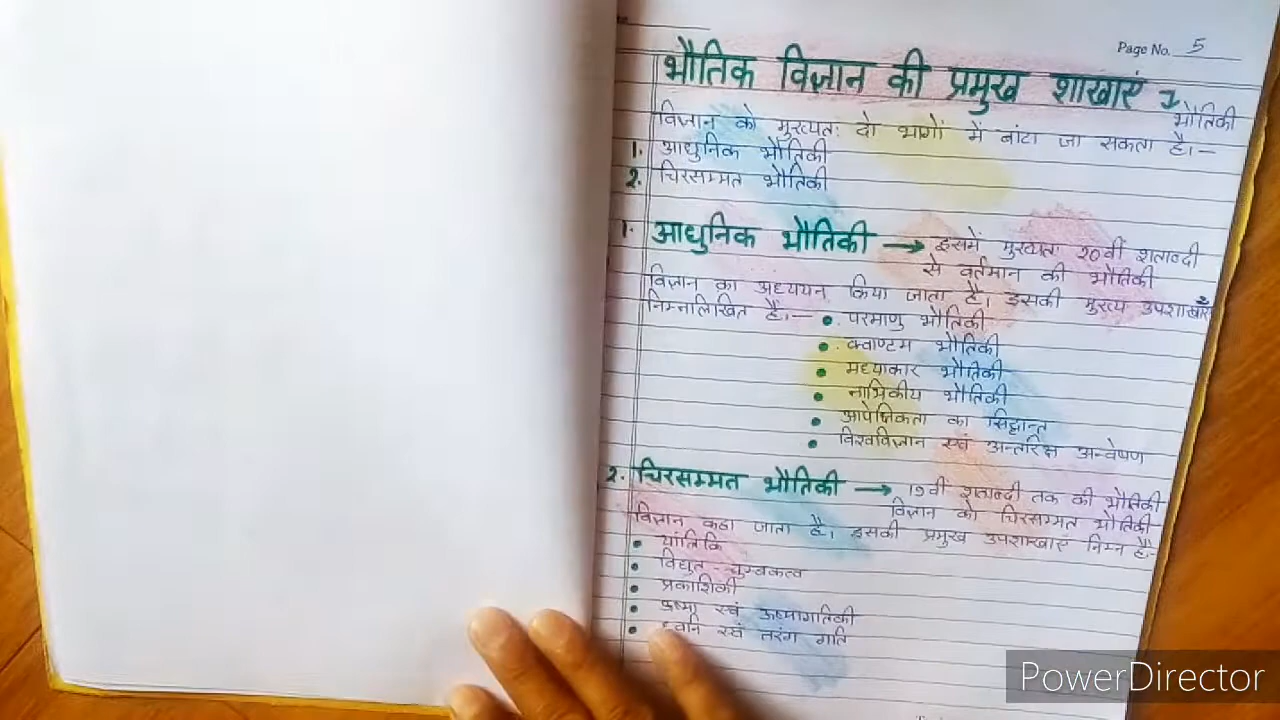 Page No. 5
भौतिक विज्ञान की प्रमुख शाखाएं
भौतिकी
विज्ञान को मुख्यतः दो भागों में बांटा जा सकता है।—
1. आधुनिक भौतिकी
2. चिरसम्मत भौतिकी
1. आधुनिक भौतिकी → इसमें मुख्यतः 20वीं शताब्दी
से वर्तमान की भौतिकी
विज्ञान का अध्ययन किया जाता है। इसकी मुख्य उपशाखाएँ
निम्नलिखित हैं।—
• परमाणु भौतिकी
• क्वाण्टम भौतिकी
• मध्याकार भौतिकी
• नाभिकीय भौतिकी
• आपेक्षिकता का सिद्धान्त
• विश्वविज्ञान एवं अन्तरिक्ष अन्वेषण
2. चिरसम्मत भौतिकी → 19वीं शताब्दी तक की भौतिकी
विज्ञान को चिरसम्मत भौतिकी
विज्ञान कहा जाता है। इसकी प्रमुख उपशाखाएं निम्न हैं:-
• यांत्रिकि
• विद्युत - चुम्बकत्व
• प्रकाशिकी
• ऊष्मा एवं ऊष्मागतिकी
• ध्वनि एवं तरंग गति
PowerDirector